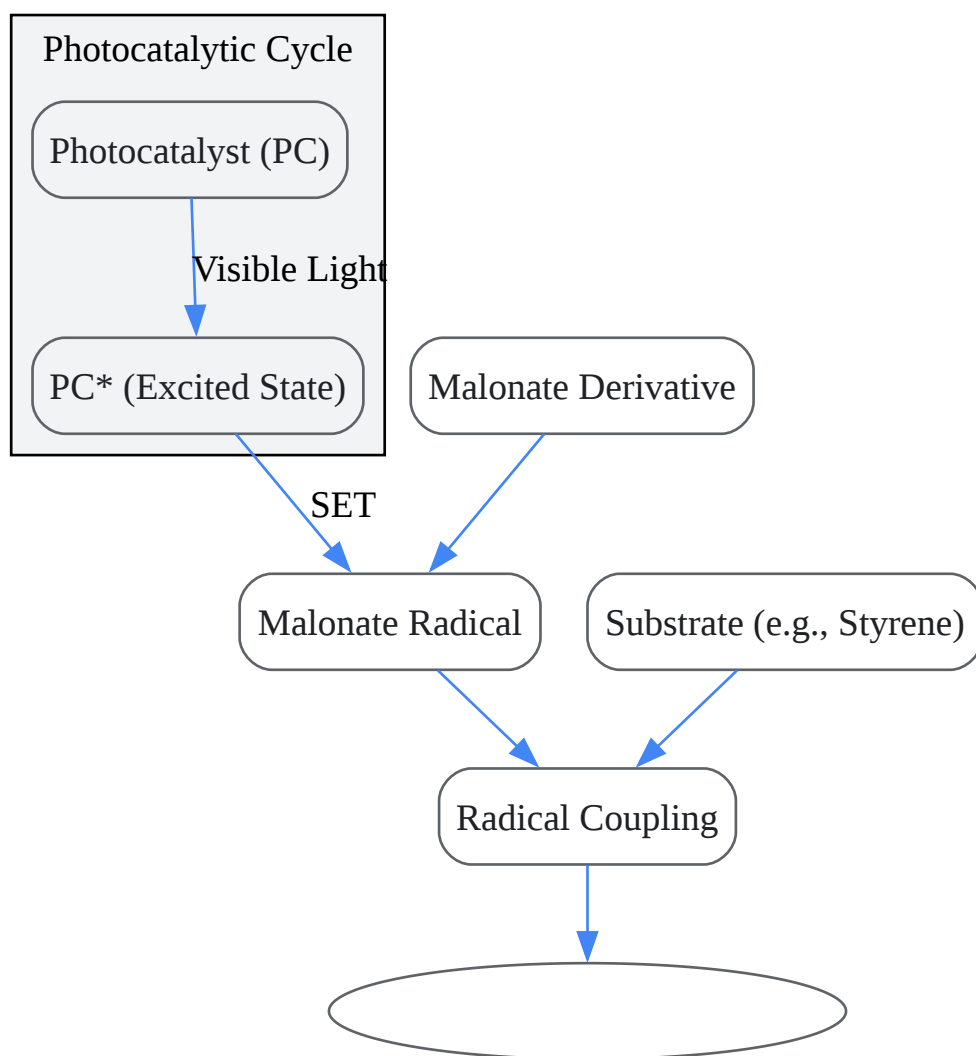 Photocatalytic Cycle
Photocatalyst (PC)
Visible Light
PC* (Excited State)
Malonate Derivative
SET
Malonate Radical
Substrate (e.g., Styrene)
Radical Coupling